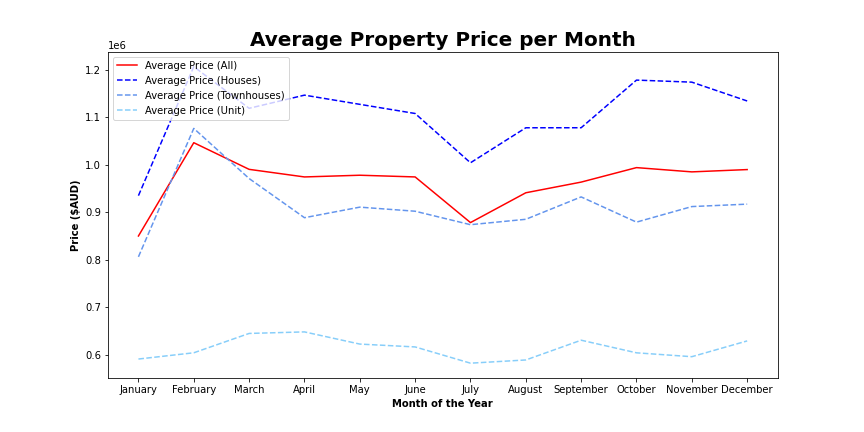 Average Property Price per Month
1e6
Average Price (All)
Average Price (Houses)
Average Price (Townhouses)
Average Price (Unit)
1.2
1.1
1.0
0.9
0.8
0.7
0.6
Price ($AUD)
January February March April May June July August September October November December
Month of the Year